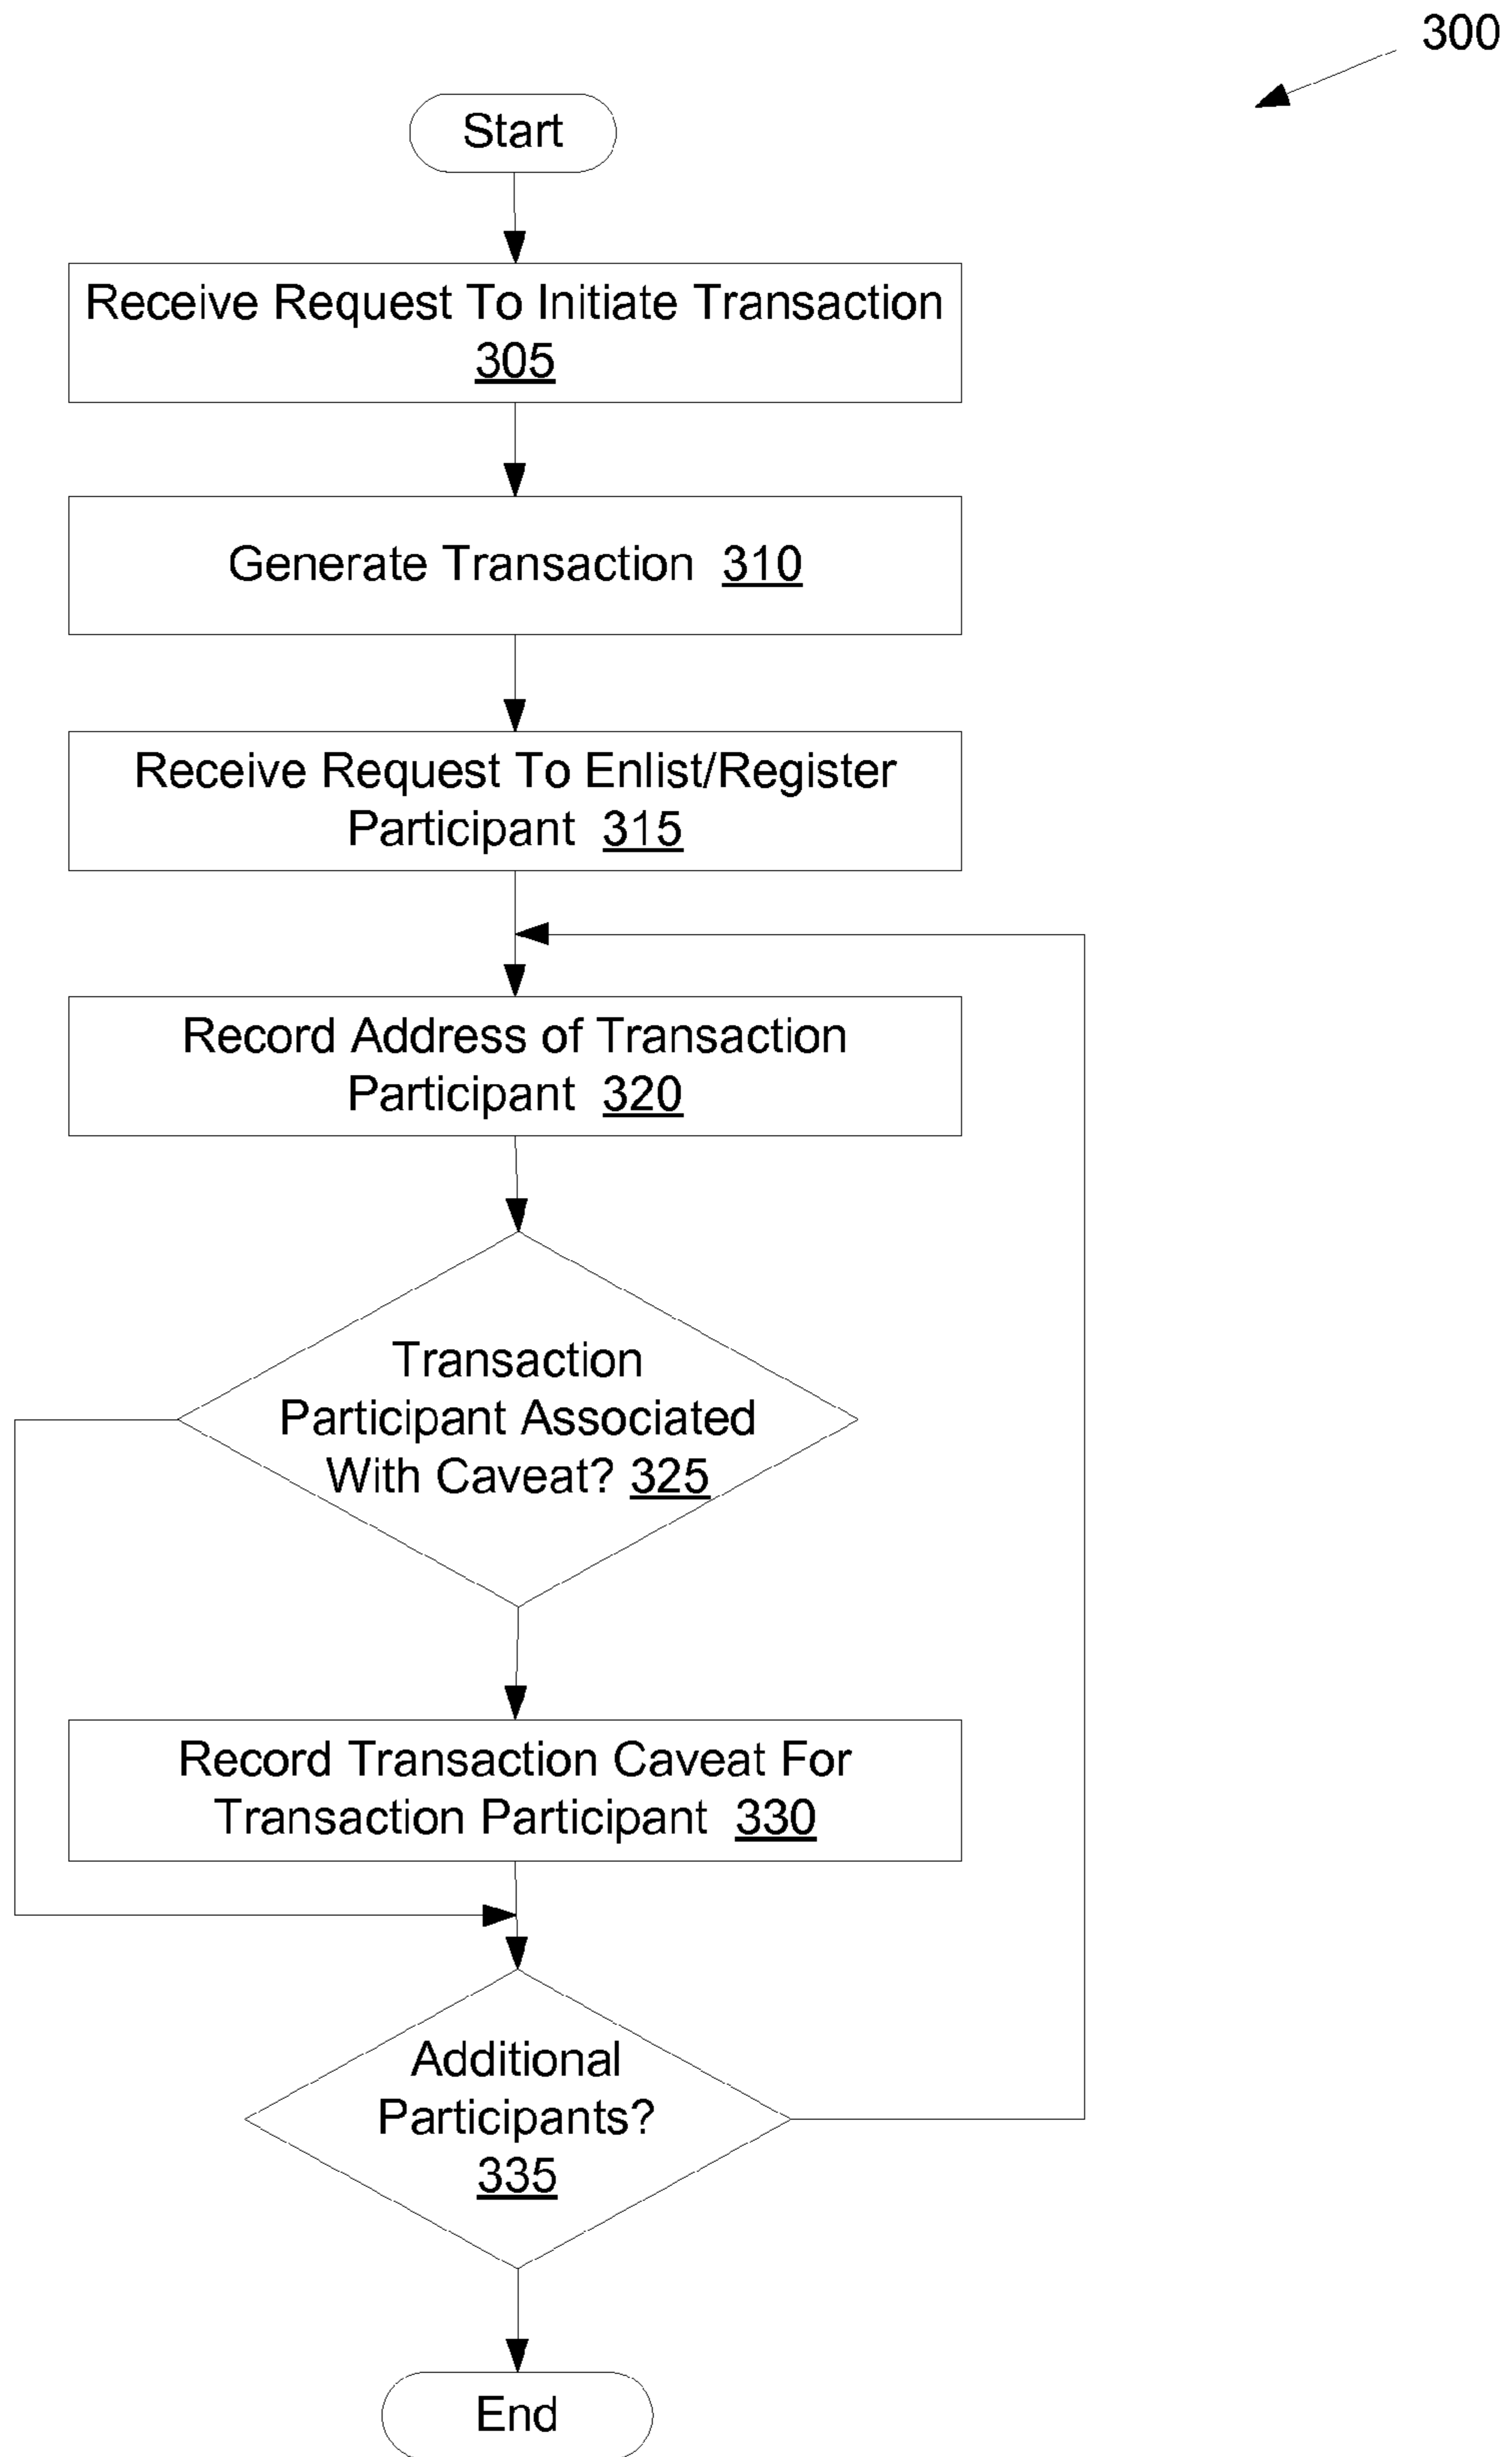 300
Start
Receive Request To Initiate Transaction
305
Generate Transaction 310
Receive Request To Enlist/Register
Participant 315
Record Address of Transaction
Participant 320
Transaction
Participant Associated
With Caveat? 325
Record Transaction Caveat For
Transaction Participant 330
Additional
Participants?
335
End